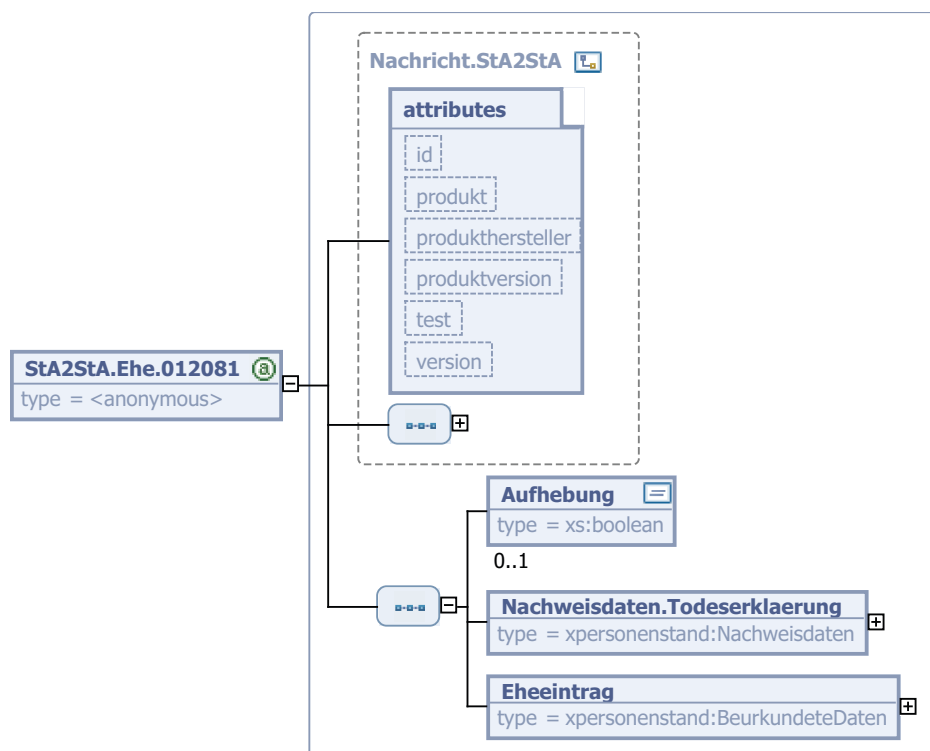 Nachricht.StA2StA
attributes
id
produkt
produkthersteller
produktversion
test
version
StA2StA.Ehe.012081 @
type = <anonymous>
Aufhebung
type = xs:boolean
0..1
Nachweisdaten.Todeserklaerung
type = xpersonenstand:Nachweisdaten
Eheeintrag
type = xpersonenstand:BeurkundeteDaten